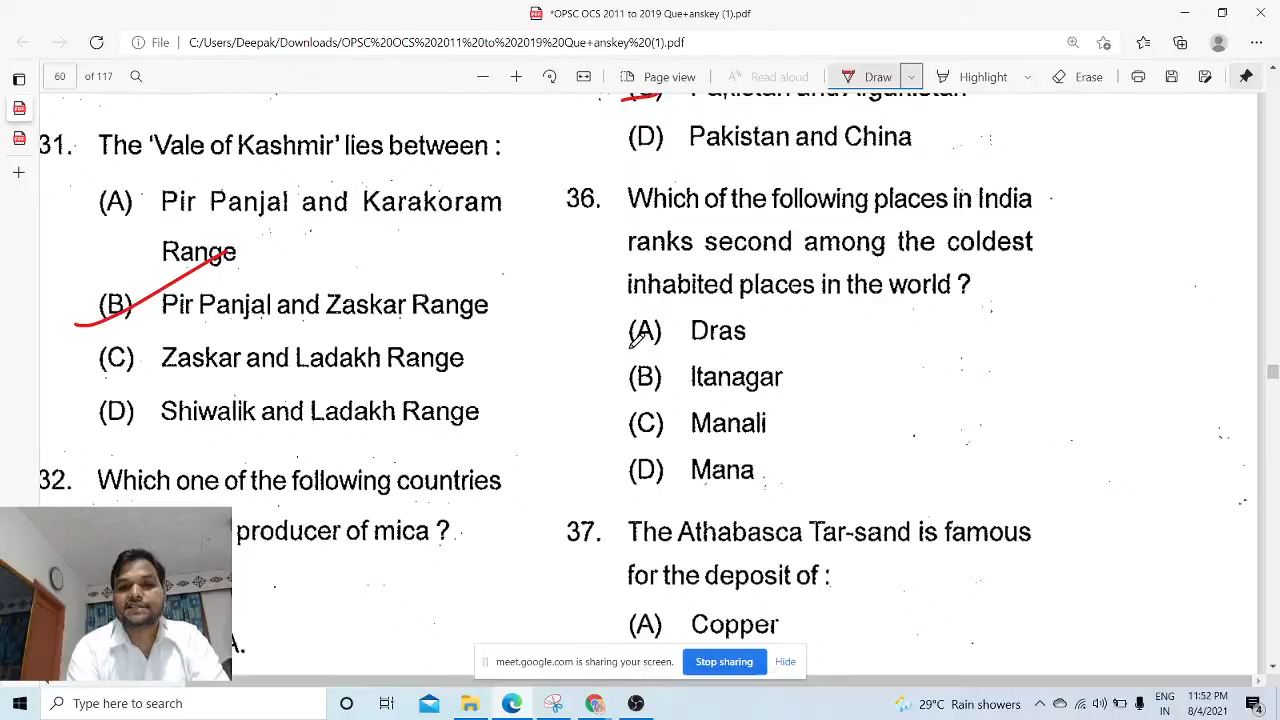 *OPSC OCS 2011 to 2019 Que+anskey (1).pdf
File
C:/Users/Deepak/Downloads/OPSC%20OCS%202011%20to%202019%20Que+anskey%20(1).pdf
60 of 117
Page view
Read aloud
Draw
Highlight
Erase
31. The 'Vale of Kashmir' lies between :
(A) Pir Panjal and Karakoram
Range
(B) Pir Panjal and Zaskar Range
(C) Zaskar and Ladakh Range
(D) Shiwalik and Ladakh Range
32. Which one of the following countries
producer of mica ?
A.
Pakistan and Afganistan
(D) Pakistan and China
36. Which of the following places in India
ranks second among the coldest
inhabited places in the world ?
(A) Dras
(B) Itanagar
(C) Manali
(D) Mana
37. The Athabasca Tar-sand is famous
for the deposit of :
(A) Copper
meet.google.com is sharing your screen.
Stop sharing
Hide
Type here to search
29°C Rain showers
ENG
IN
11:52 PM
8/4/2021
4